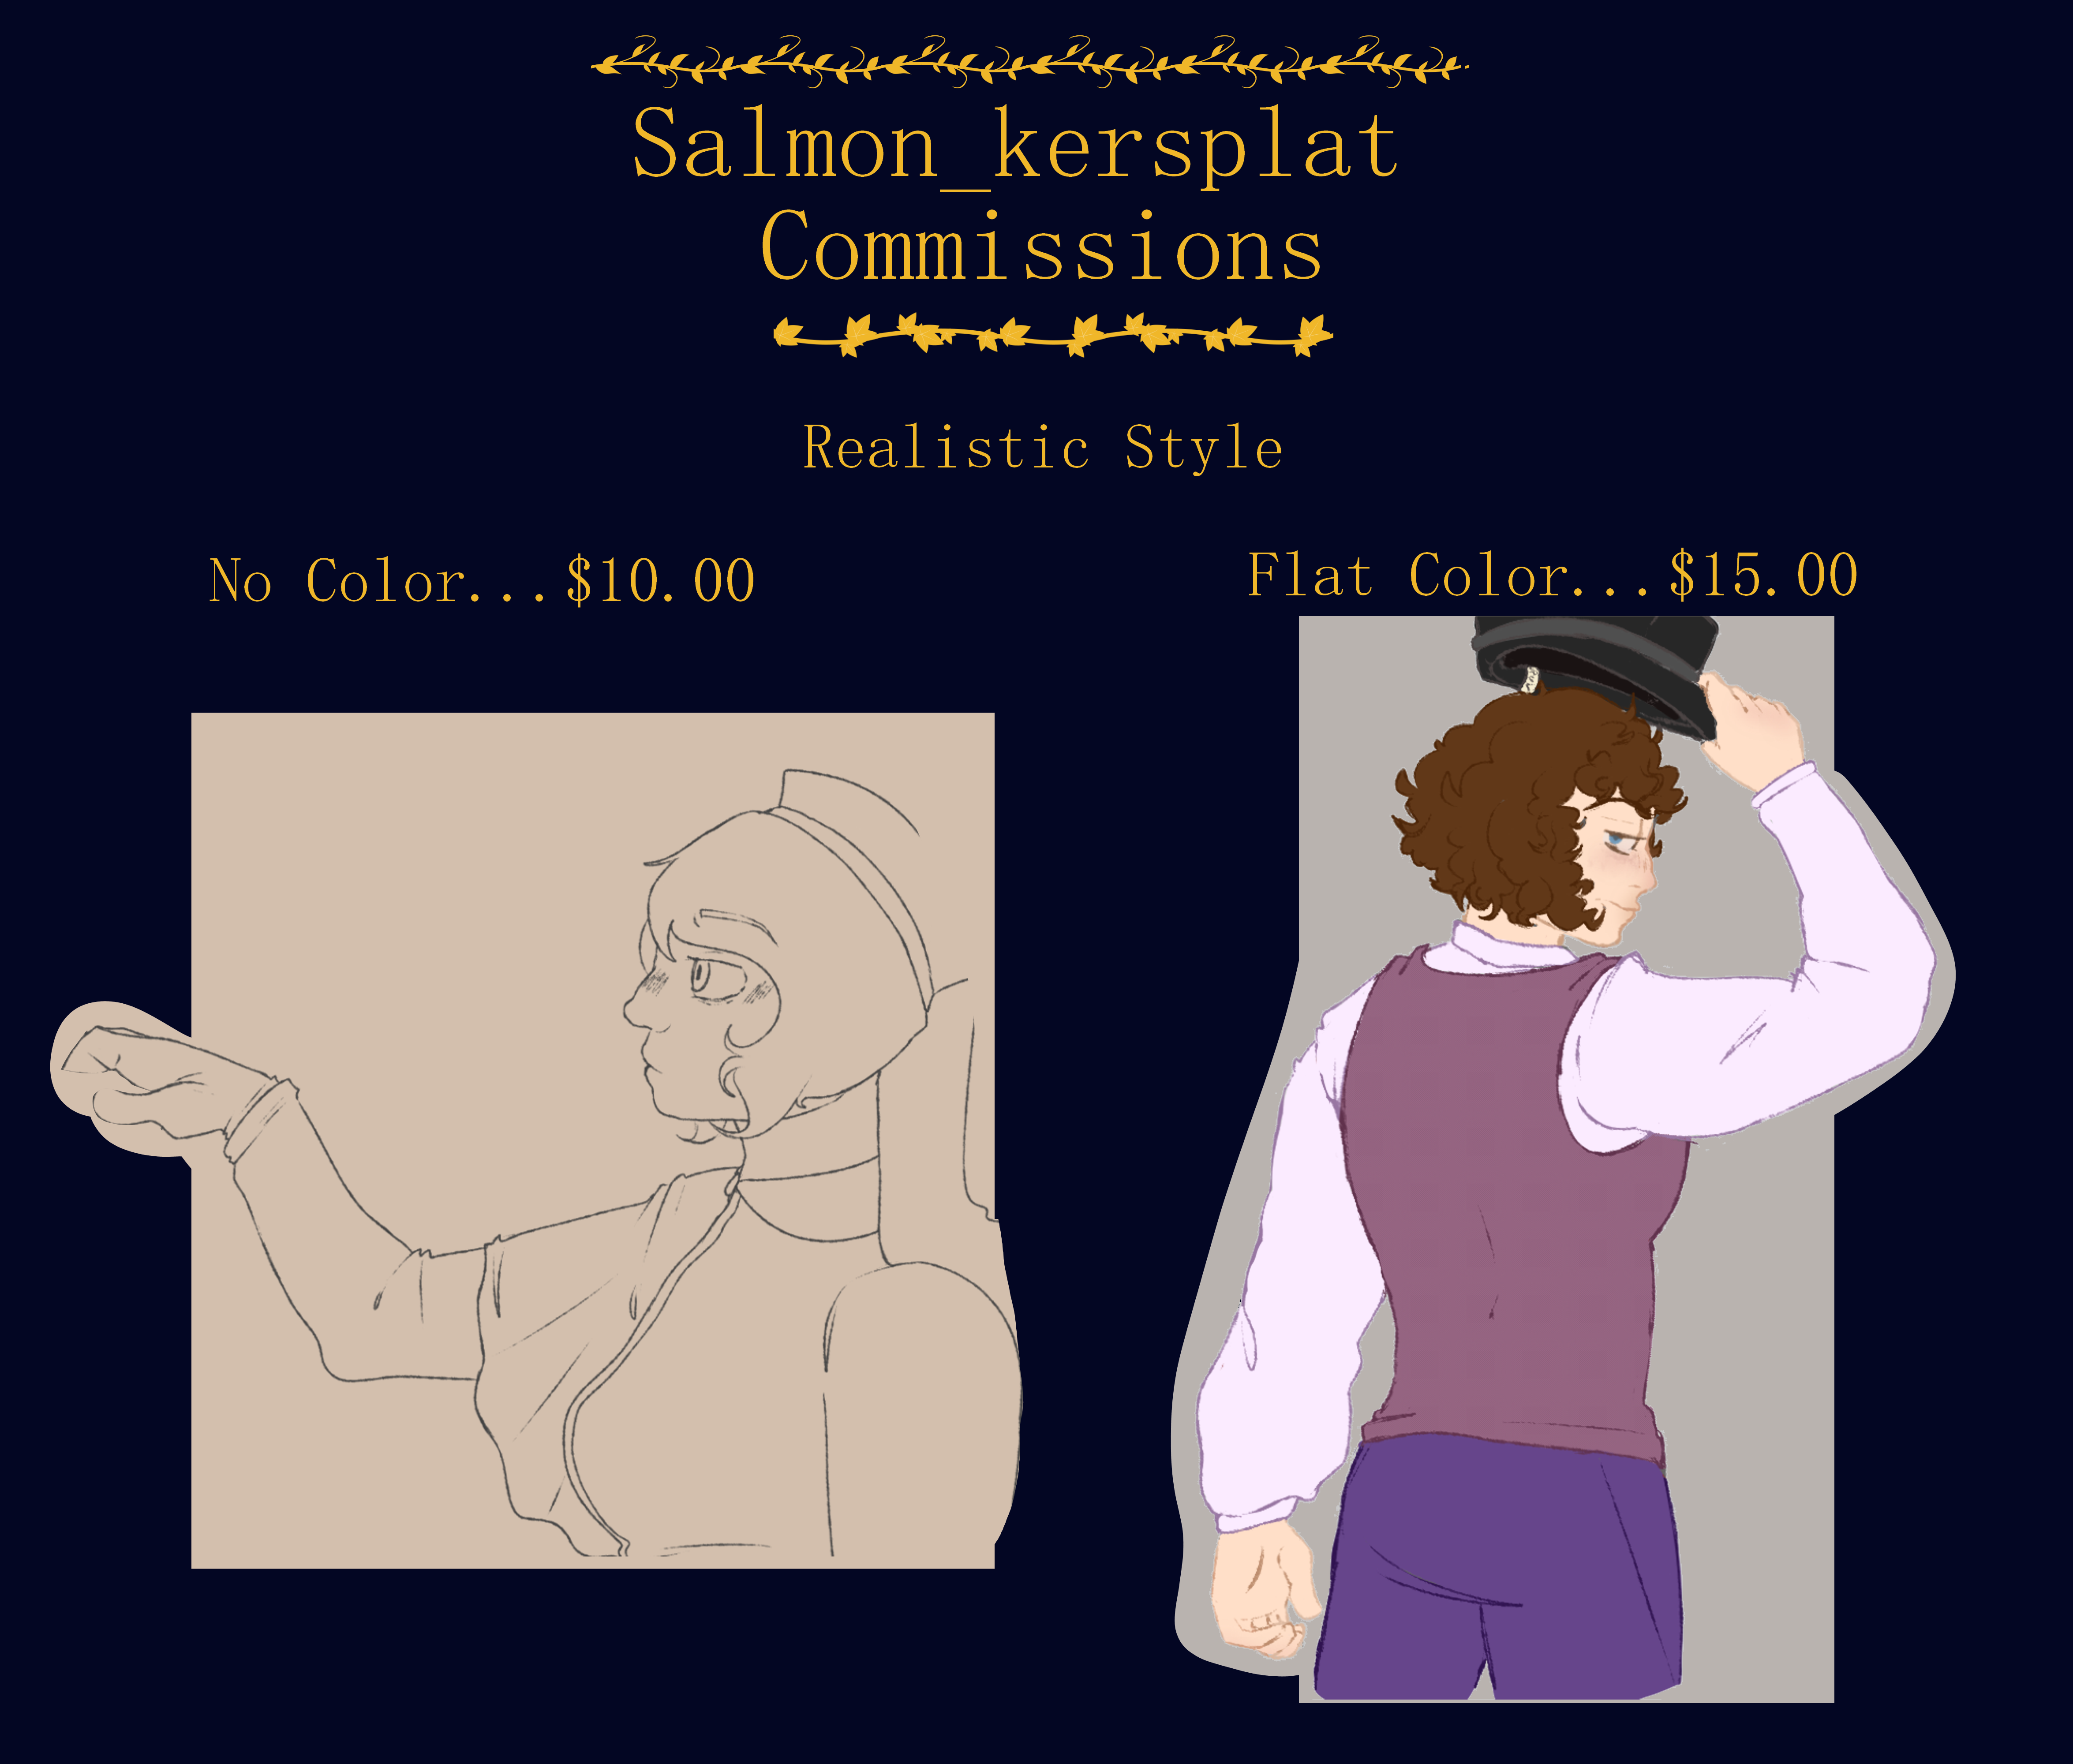 Salmon_kersplat
Commissions
Realistic Style
No Color...$10.00
Flat Color...$15.00